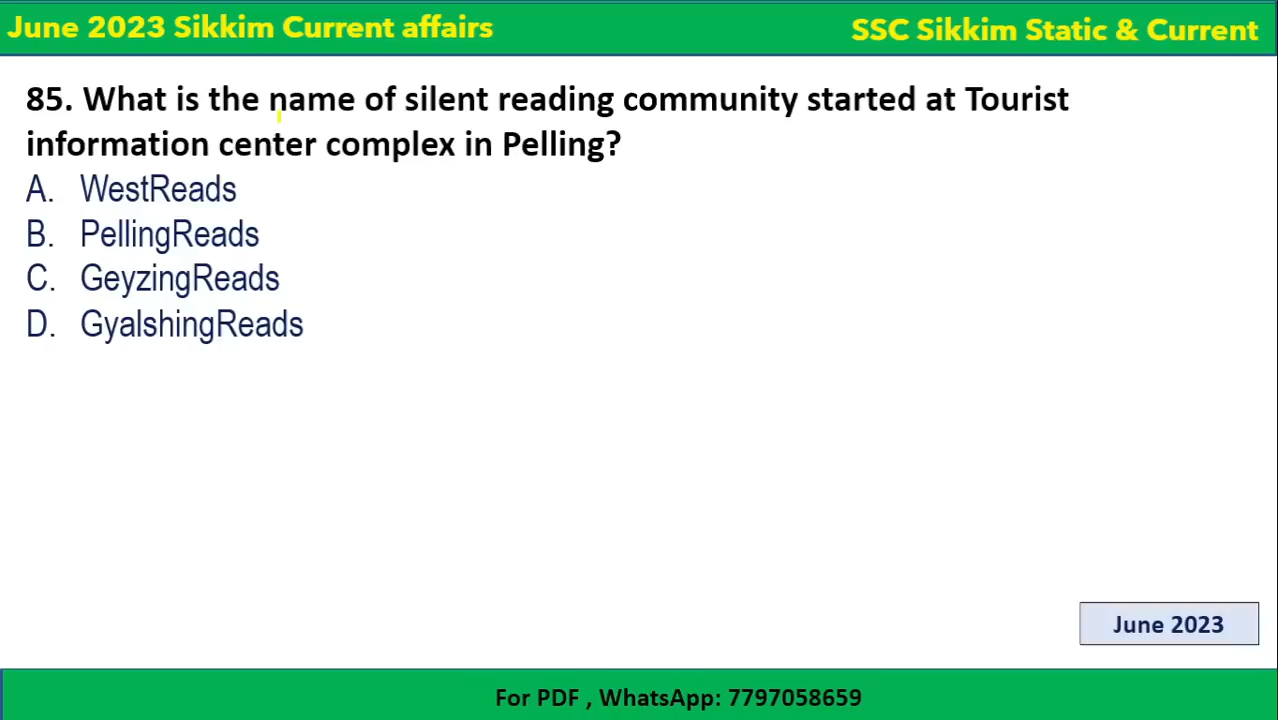 June 2023 Sikkim Current affairs
SSC Sikkim Static & Current
85. What is the name of silent reading community started at Tourist
information center complex in Pelling?
A. WestReads
B. PellingReads
C. GeyzingReads
D. GyalshingReads
June 2023
For PDF , WhatsApp: 7797058659